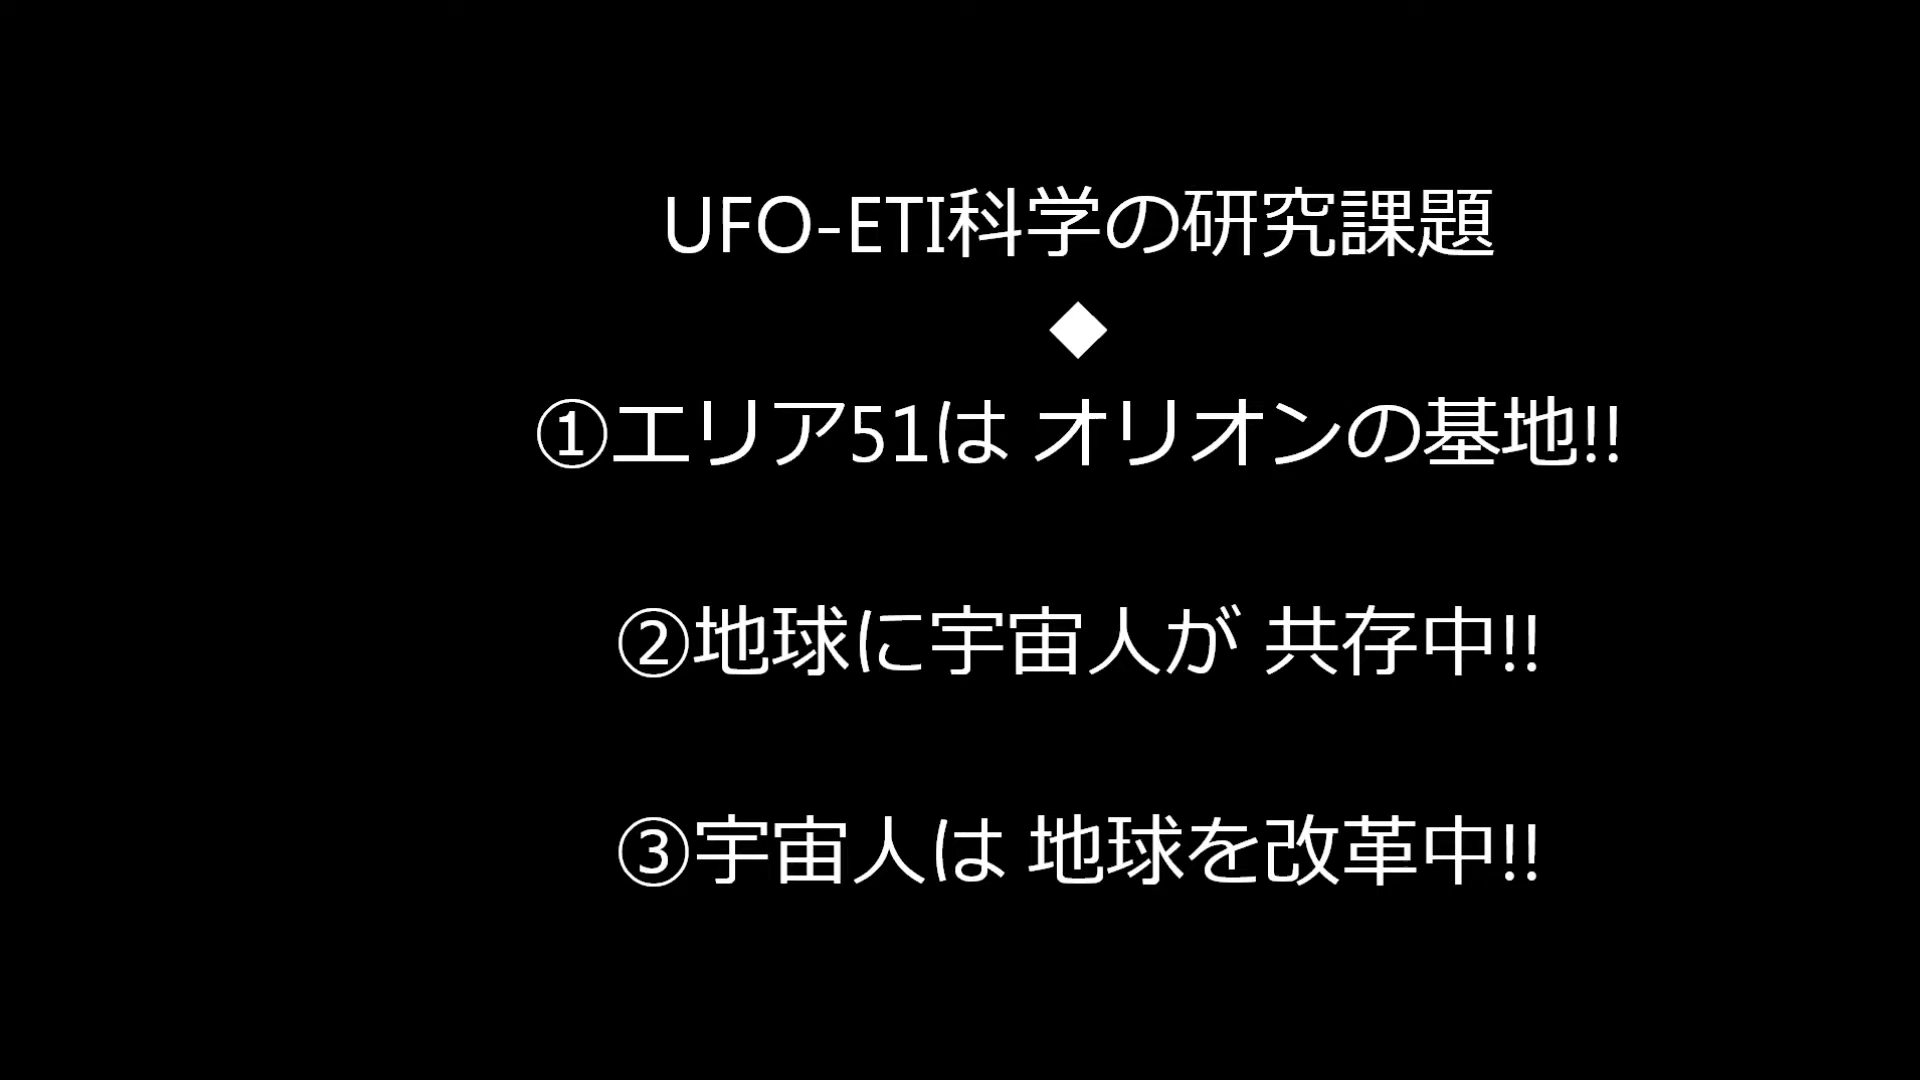 UFO-ETI科学の研究課題
◆
①エリア51は オリオンの基地!!
②地球に宇宙人が 共存中!!
③宇宙人は 地球を改革中!!